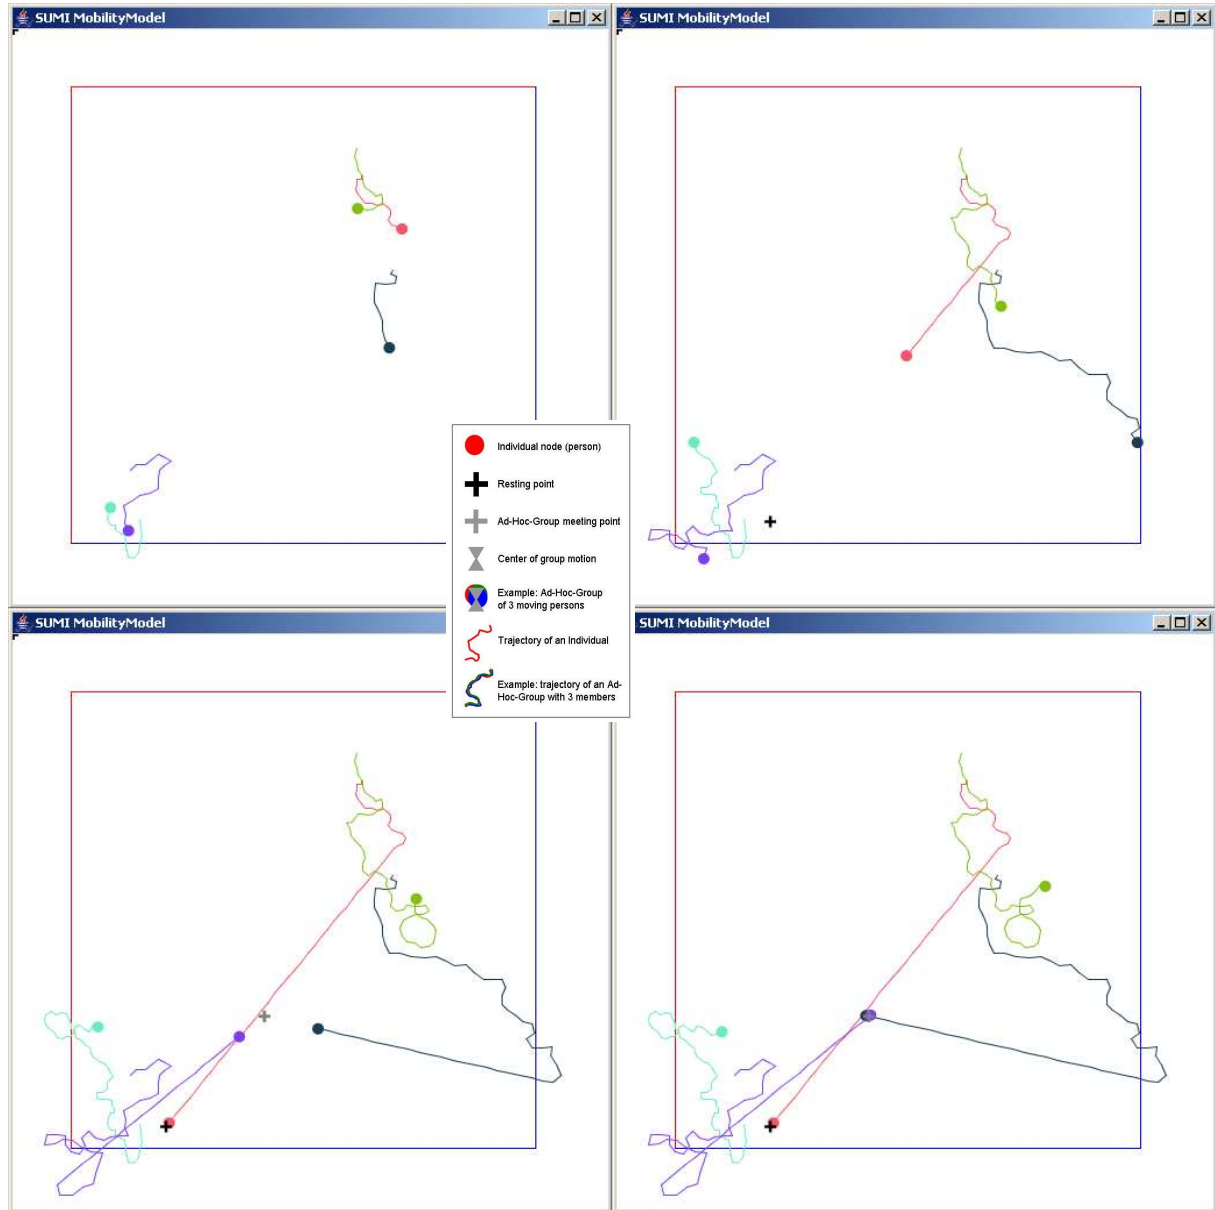 SUMI MobilityModel
SUMI MobilityModel
Individual node (person)
Resting point
Ad-Hoc-Group meeting point
Center of group motion
Example: Ad-Hoc-Group
of 3 moving persons
Trajectory of an Individual
Example: trajectory of an Ad-
Hoc-Group with 3 members
SUMI MobilityModel
SUMI MobilityModel